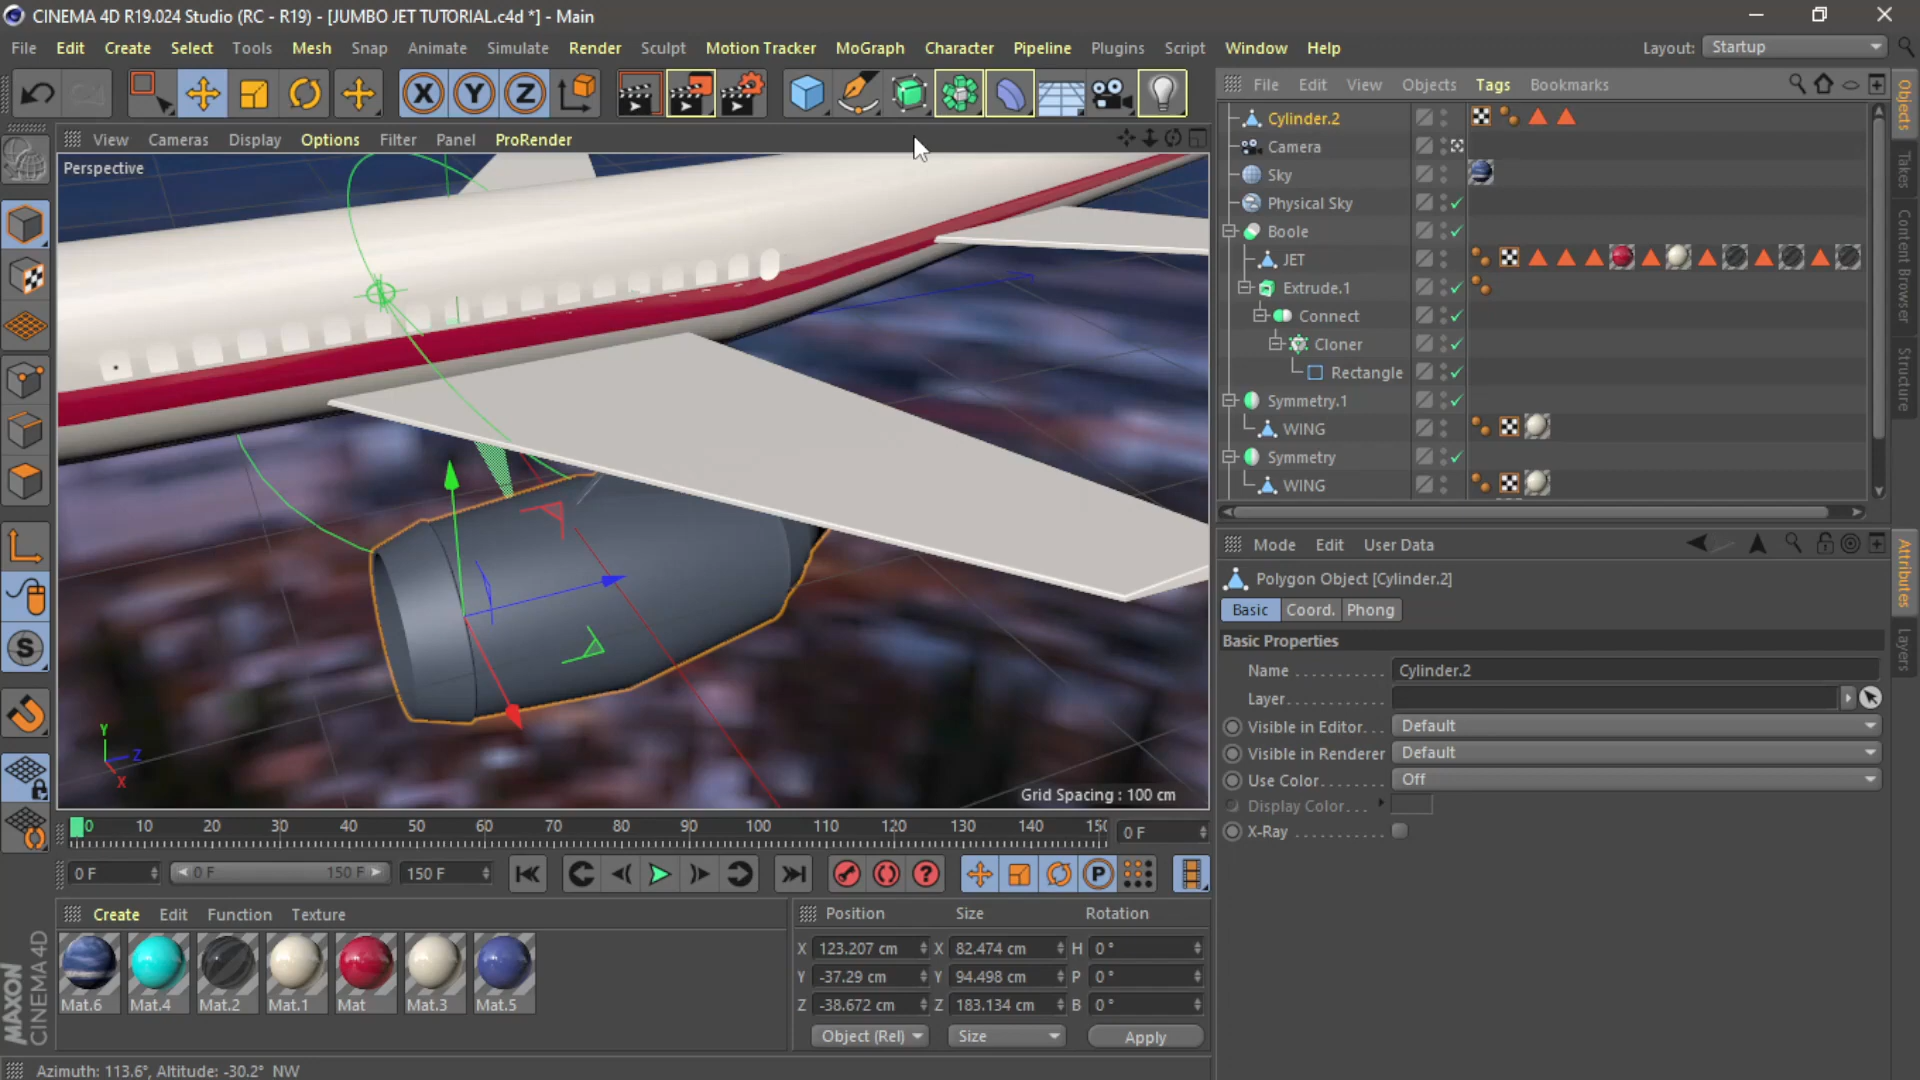 CINEMA 4D R19.024 Studio (RC - R19) - [JUMBO JET TUTORIAL.c4d *] - Main
File Edit Create Select Tools Mesh Snap Animate Simulate Render Sculpt Motion Tracker MoGraph Character Pipeline Plugins Script Window Help Layout: Startup
X Y Z
File Edit View Objects Tags Bookmarks
View Cameras Display Options Filter Panel ProRender
Perspective
Cylinder.2
Camera
Sky
Physical Sky
Boole
JET
Extrude.1
Connect
Cloner
Rectangle
Symmetry.1
WING
Symmetry
WING
Objects
Takes
Content Browser
Structure
Mode Edit User Data
Polygon Object [Cylinder.2]
Basic Coord. Phong
Basic Properties
Name . . . . . . . . . . . Cylinder.2
Layer . . . . . . . . . . .
Visible in Editor . . . Default
Visible in Renderer Default
Use Color . . . . . . . Off
Display Color . . .
X-Ray . . . . . . . . . .
Attributes
Layers
S
Y
Z
X
Grid Spacing : 100 cm
0 10 20 30 40 50 60 70 80 90 100 110 120 130 140 150 0 F
0 F 0 F 150 F 150 F P
Create Edit Function Texture
Mat.6 Mat.4 Mat.2 Mat.1 Mat Mat.3 Mat.5
Position Size Rotation
X 123.207 cm X 82.474 cm H 0 °
Y -37.29 cm Y 94.498 cm P 0 °
Z -38.672 cm Z 183.134 cm B 0 °
Object (Rel) Size Apply
MAXON
CINEMA 4D
Azimuth: 113.6°, Altitude: -30.2° NW